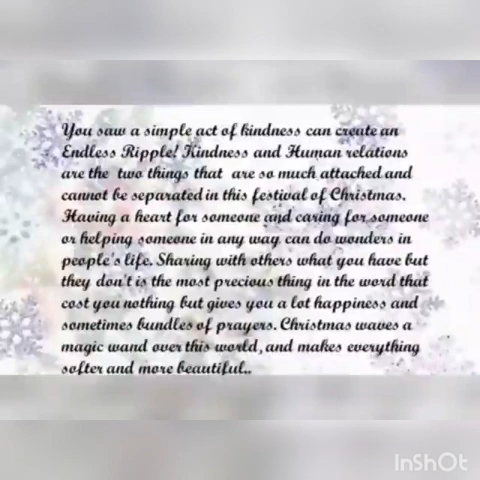 You saw a simple act of kindness can create an
Endless Ripple! Kindness and Human relations
are the two things that are so much attached and
cannot be separated in this festival of Christmas.
Having a heart for someone and caring for someone
or helping someone in any way can do wonders in
people's life. Sharing with others what you have but
they don't is the most precious thing in the word that
cost you nothing but gives you a lot happiness and
sometimes bundles of prayers. Christmas waves a
magic wand over this world, and makes everything
softer and more beautiful..
InShOt